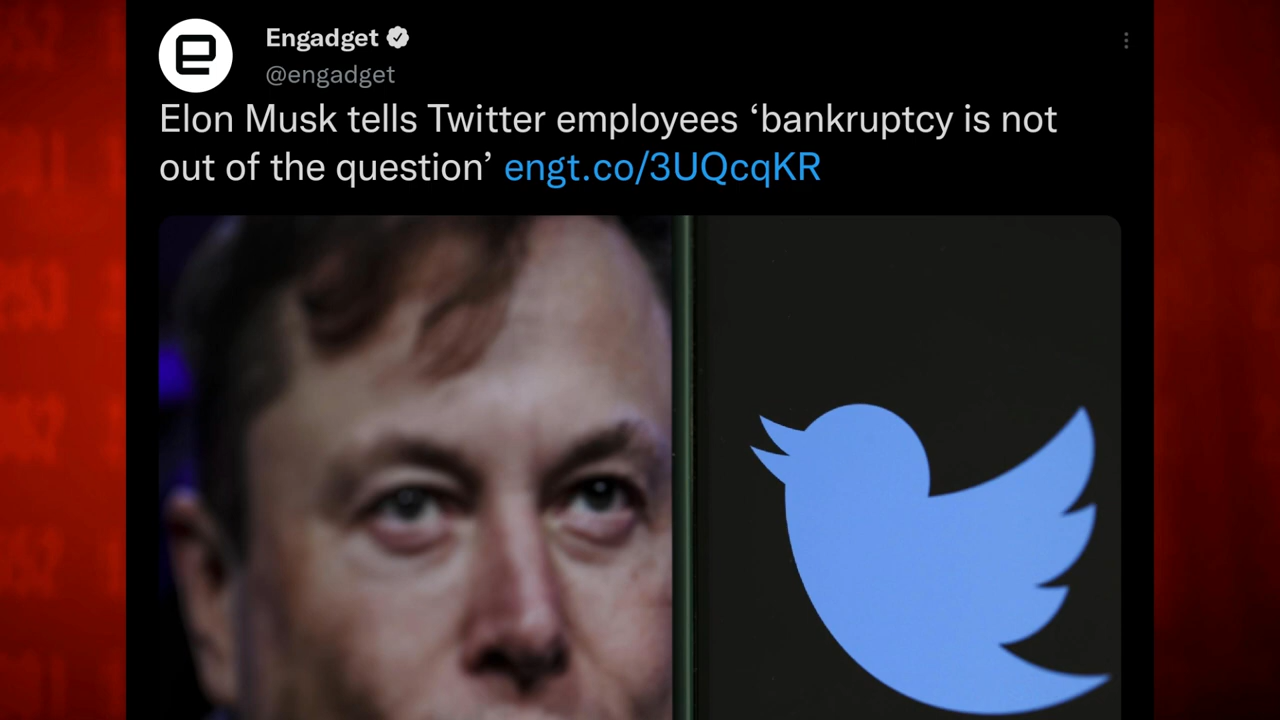 Engadget
@engadget
Elon Musk tells Twitter employees ‘bankruptcy is not
out of the question’ engt.co/3UQcqKR